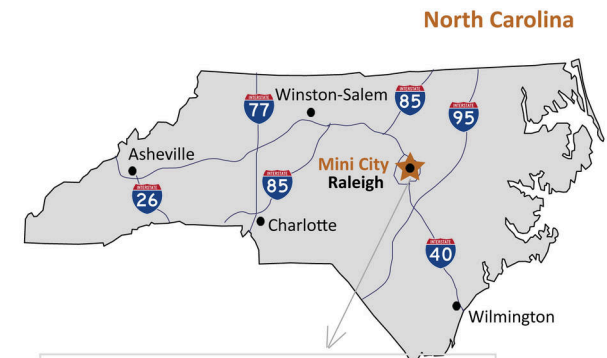 North Carolina
INTERSTATE
77
Winston-Salem
INTERSTATE
85
INTERSTATE
95
Asheville
INTERSTATE
26
INTERSTATE
85
Mini City
Raleigh
Charlotte
INTERSTATE
40
Wilmington